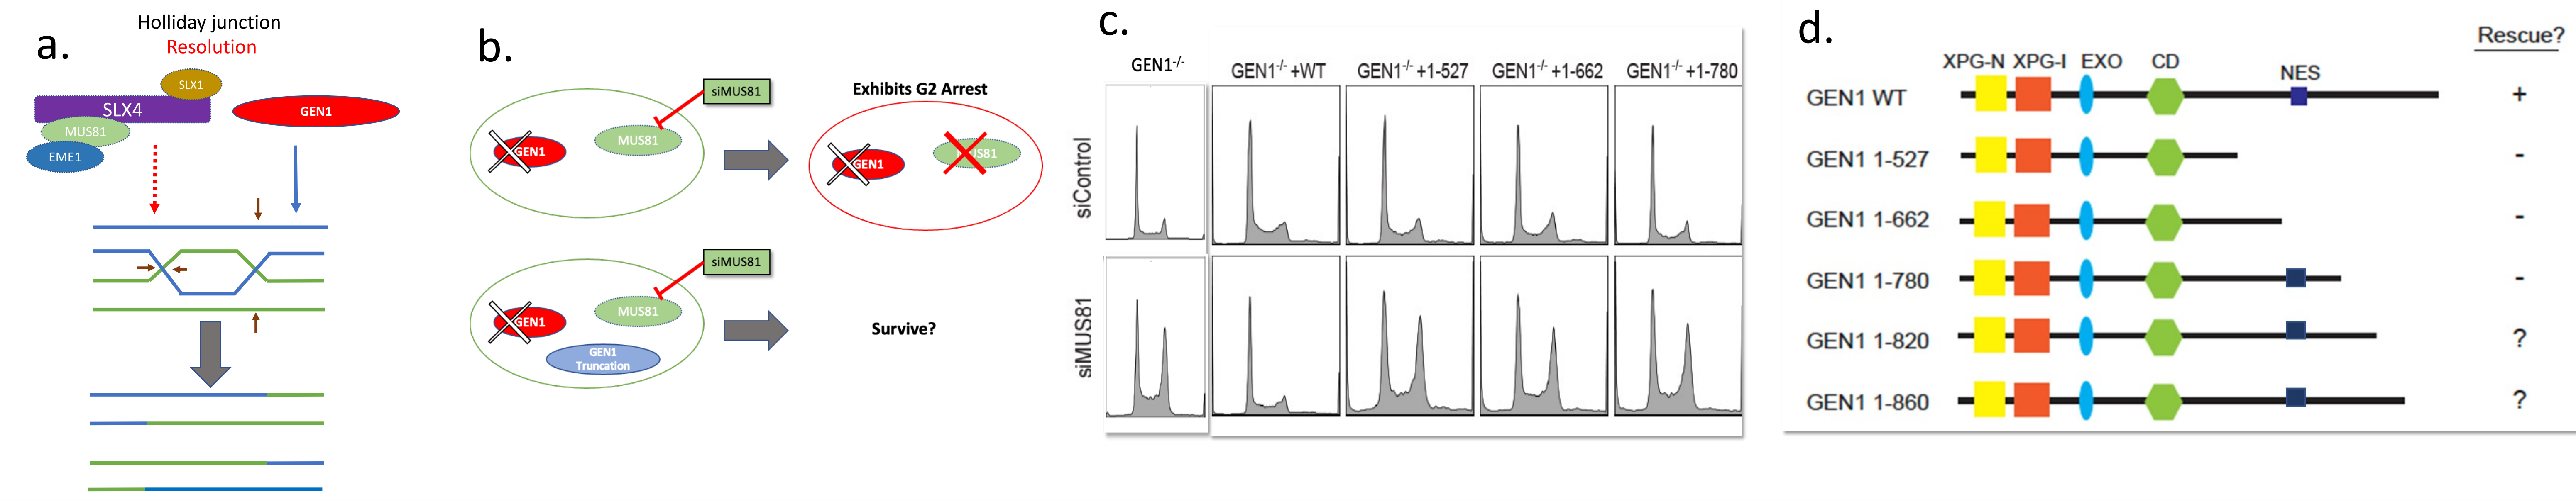 a.
Holliday junction
Resolution
SLX1
SLX4
MUS81
EME1
GEN1
b.
siMUS81
GEN1
MUS81
Exhibits G2 Arrest
GEN1
MUS81
siMUS81
GEN1
MUS81
GEN1
Truncation
Survive?
c.
GEN1-/-
GEN1-/- +WT
GEN1-/- +1-527
GEN1-/- +1-662
GEN1-/- +1-780
siControl
siMUS81
d.
Rescue?
XPG-N XPG-I EXO CD NES
GEN1 WT +
GEN1 1-527 -
GEN1 1-662 -
GEN1 1-780 -
GEN1 1-820 ?
GEN1 1-860 ?